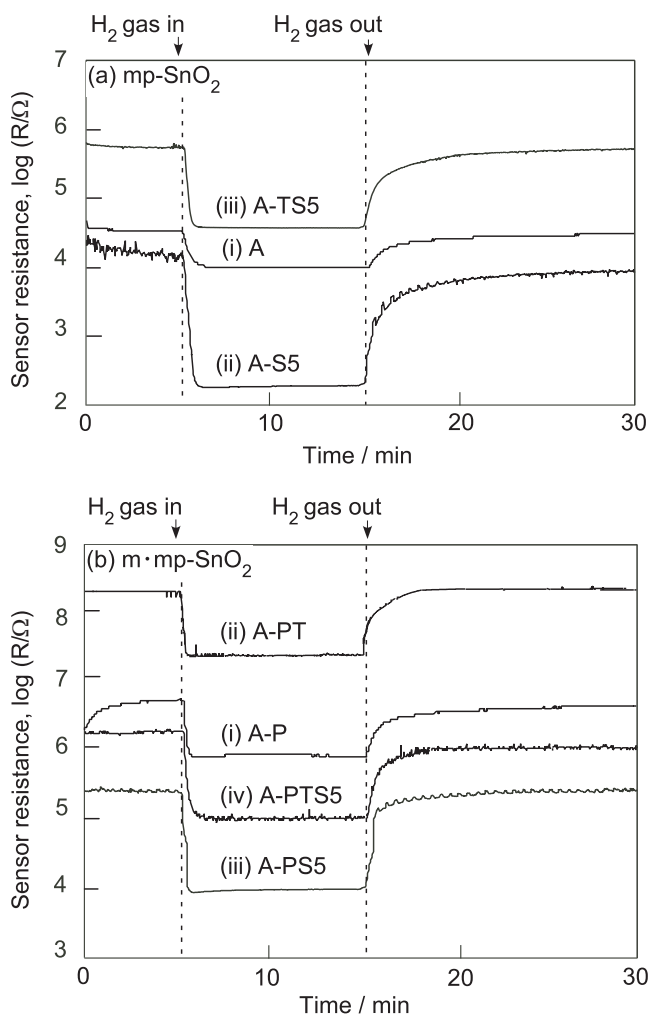 H2 gas in H2 gas out
7
(a) mp-SnO2
6
5
(iii) A-TS5
(i) A
4
3
(ii) A-S5
2
0 10 20 30
Time / min
Sensor resistance, log (R/Ω)
H2 gas in H2 gas out
9
(b) m·mp-SnO2
8
(ii) A-PT
7
(i) A-P
6
(iv) A-PTS5
5
(iii) A-PS5
4
3
0 10 20 30
Time / min
Sensor resistance, log (R/Ω)